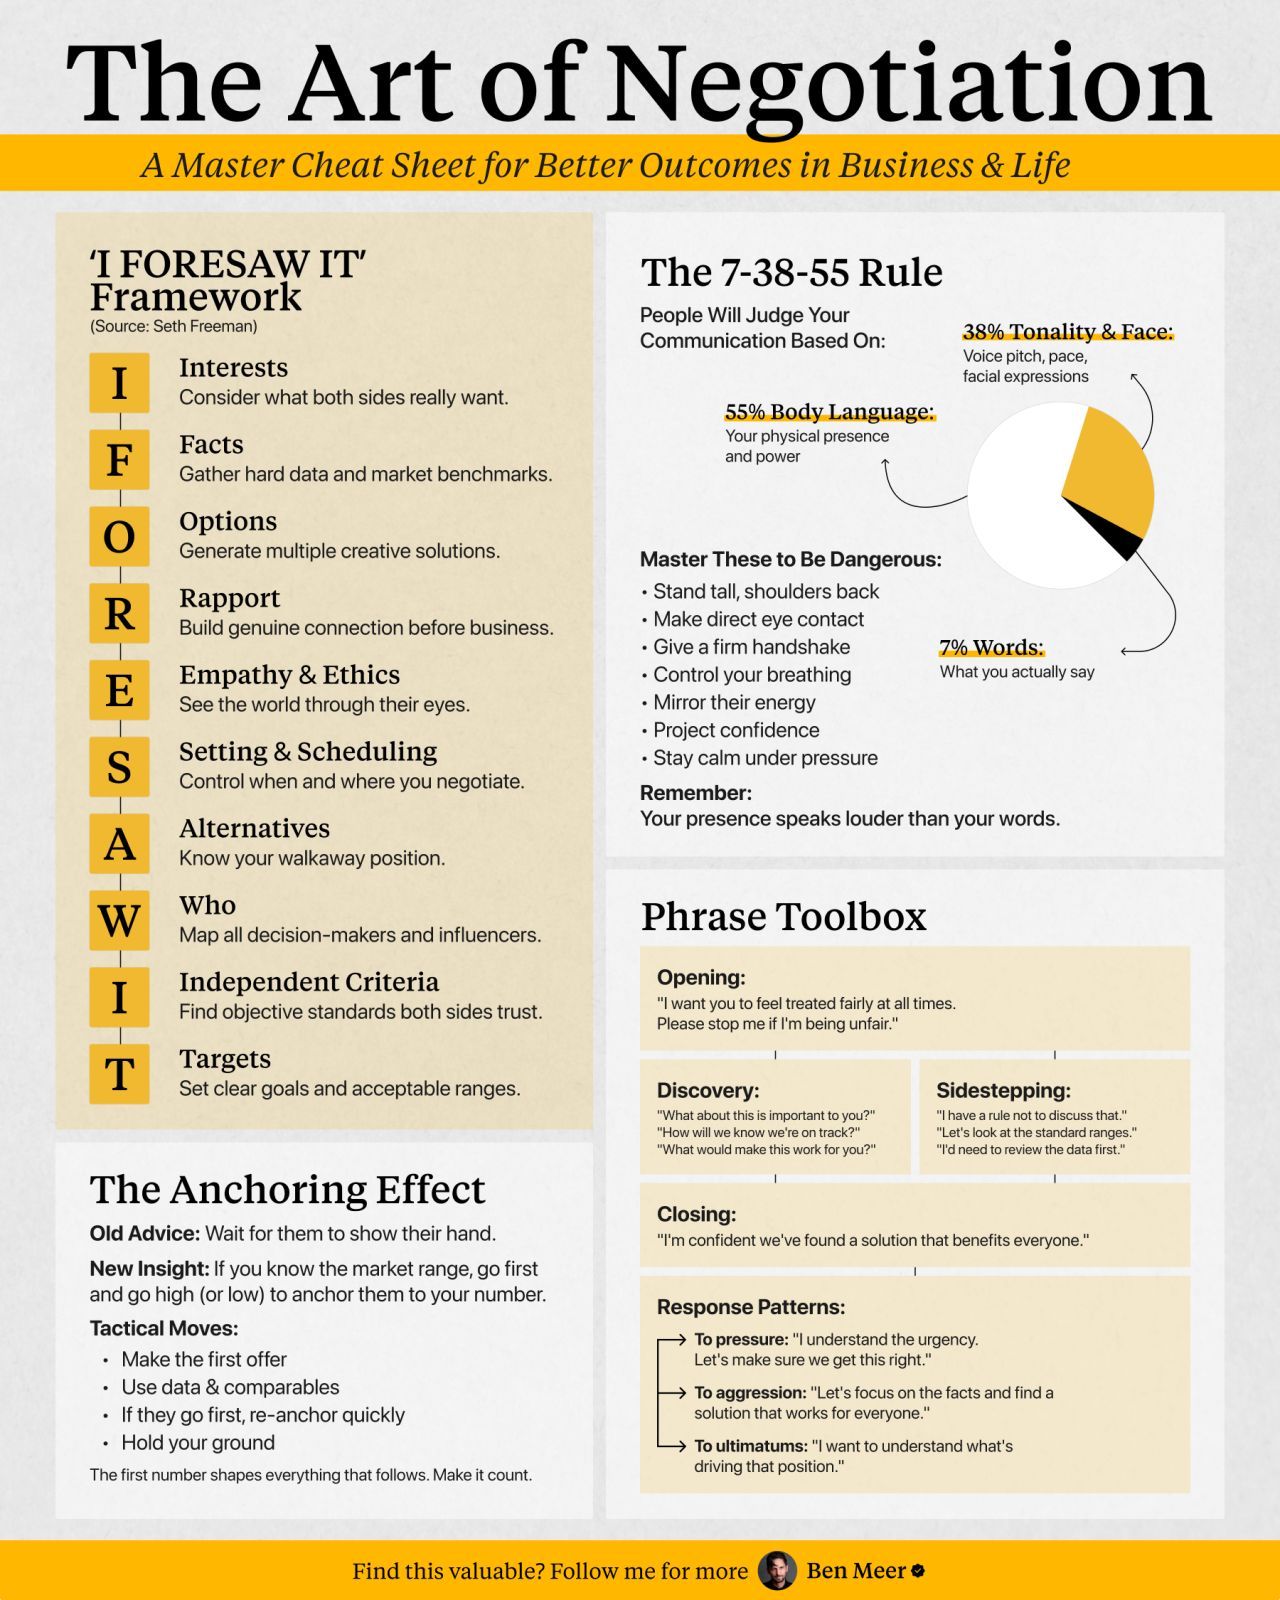 The Art of Negotiation
A Master Cheat Sheet for Better Outcomes in Business & Life
‘I FORESAW IT’
Framework
(Source: Seth Freeman)
I
Interests
Consider what both sides really want.
F
Facts
Gather hard data and market benchmarks.
O
Options
Generate multiple creative solutions.
R
Rapport
Build genuine connection before business.
E
Empathy & Ethics
See the world through their eyes.
S
Setting & Scheduling
Control when and where you negotiate.
A
Alternatives
Know your walkaway position.
W
Who
Map all decision-makers and influencers.
I
Independent Criteria
Find objective standards both sides trust.
T
Targets
Set clear goals and acceptable ranges.
The Anchoring Effect
Old Advice: Wait for them to show their hand.
New Insight: If you know the market range, go first
and go high (or low) to anchor them to your number.
Tactical Moves:
• Make the first offer
• Use data & comparables
• If they go first, re-anchor quickly
• Hold your ground
The first number shapes everything that follows. Make it count.
The 7-38-55 Rule
People Will Judge Your
Communication Based On:
38% Tonality & Face:
Voice pitch, pace,
facial expressions
55% Body Language:
Your physical presence
and power
7% Words:
What you actually say
Master These to Be Dangerous:
• Stand tall, shoulders back
• Make direct eye contact
• Give a firm handshake
• Control your breathing
• Mirror their energy
• Project confidence
• Stay calm under pressure
Remember:
Your presence speaks louder than your words.
Phrase Toolbox
Opening:
"I want you to feel treated fairly at all times.
Please stop me if I'm being unfair."
Discovery:
"What about this is important to you?"
"How will we know we're on track?"
"What would make this work for you?"
Sidestepping:
"I have a rule not to discuss that."
"Let's look at the standard ranges."
"I'd need to review the data first."
Closing:
"I'm confident we've found a solution that benefits everyone."
Response Patterns:
To pressure: "I understand the urgency.
Let's make sure we get this right."
To aggression: "Let's focus on the facts and find a
solution that works for everyone."
To ultimatums: "I want to understand what's
driving that position."
Find this valuable? Follow me for more Ben Meer